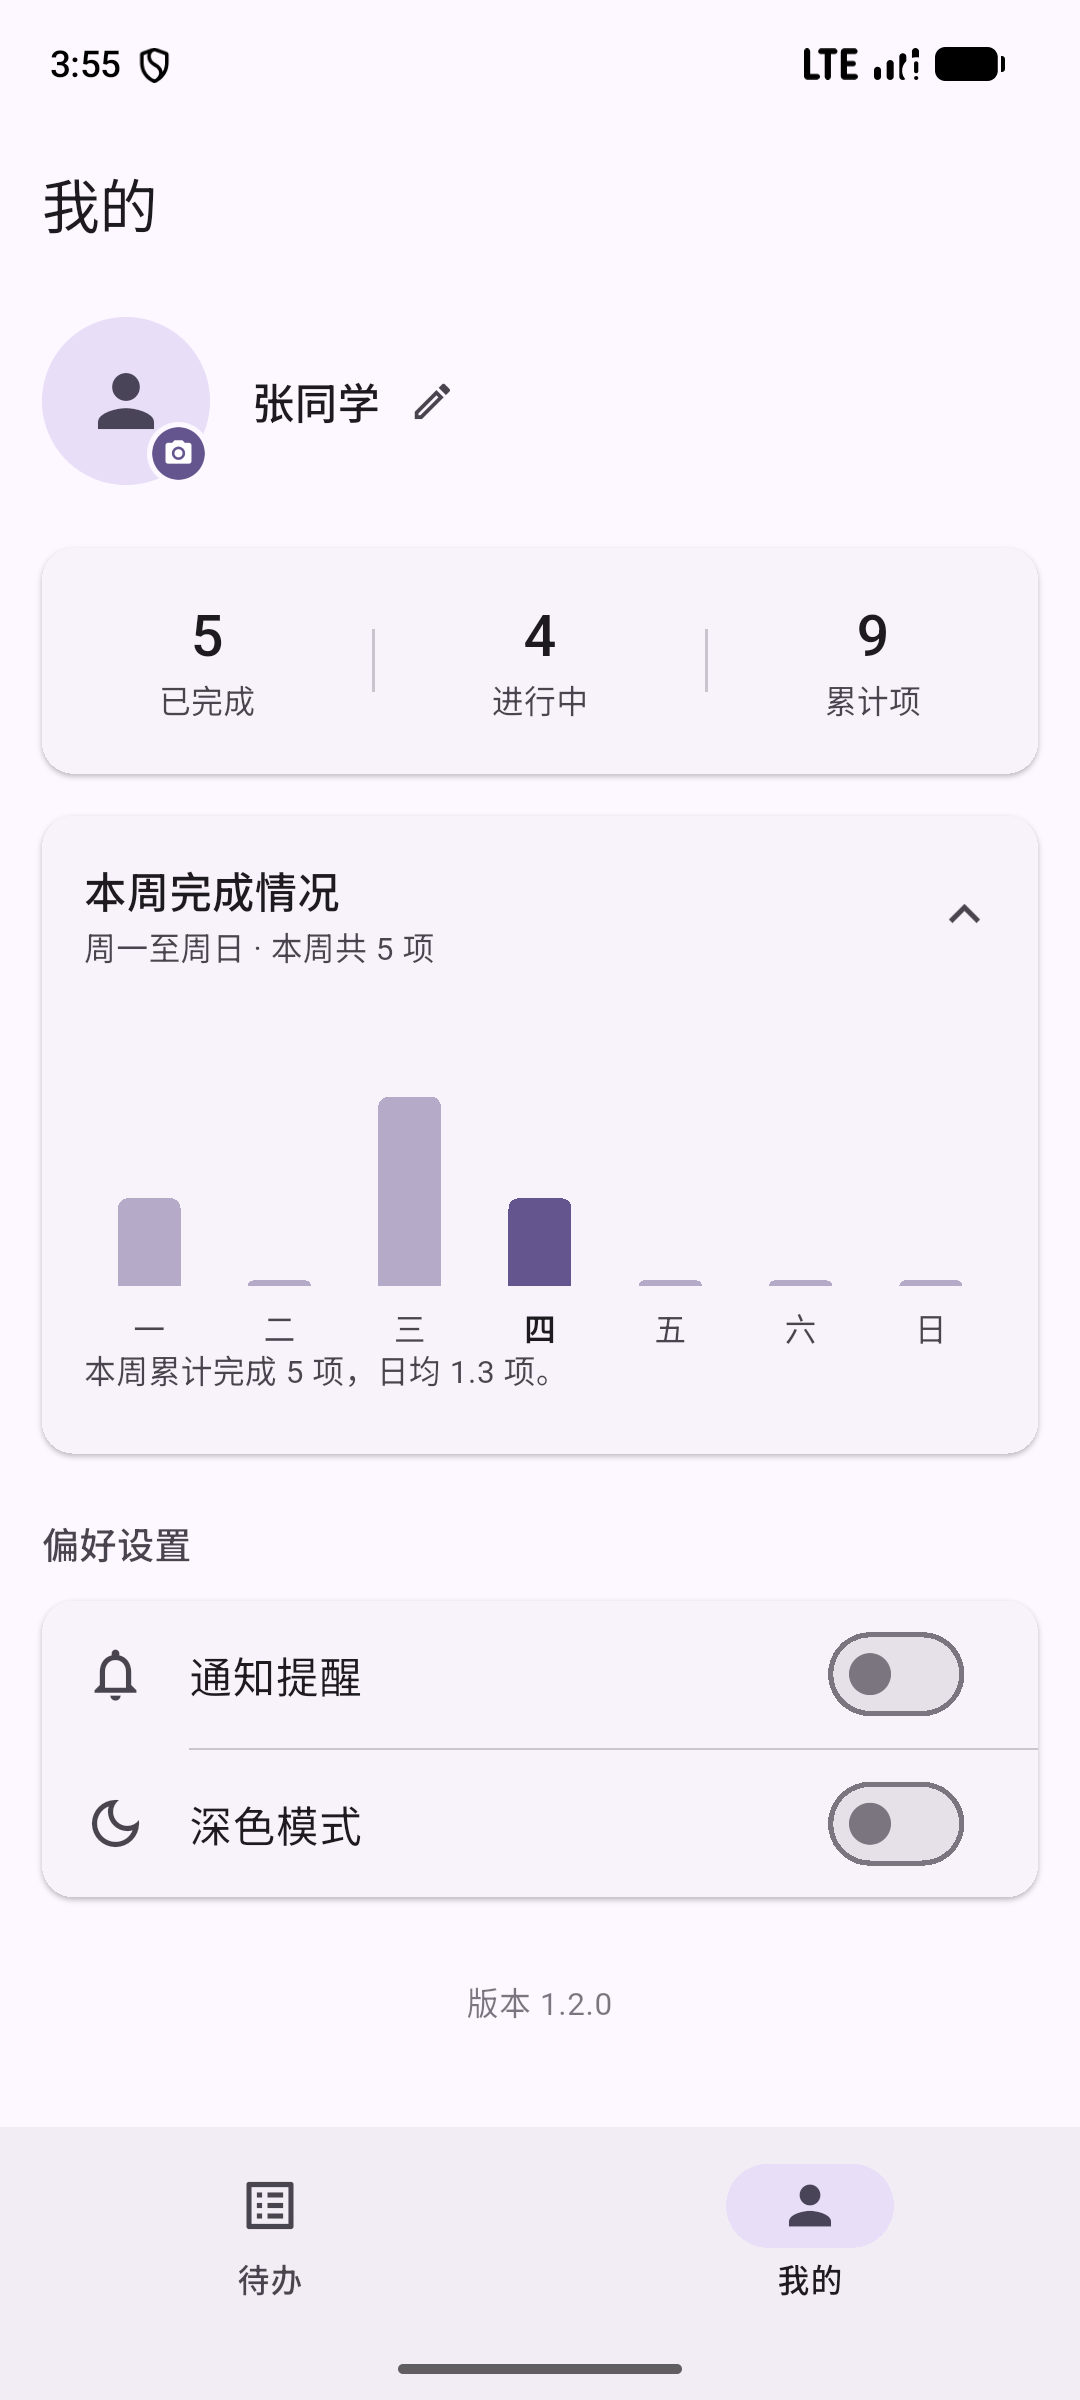 3:55 LTE
我的
张同学
5 4 9
已完成 进行中 累计项
本周完成情况
周一至周日 · 本周共 5 项
一 二 三 四 五 六 日
本周累计完成 5 项，日均 1.3 项。
偏好设置
通知提醒
深色模式
版本 1.2.0
待办 我的